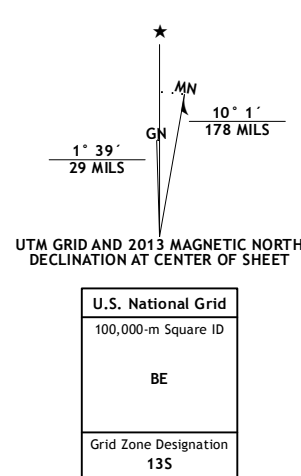 ★
MN
GN
10° 1´
178 MILS
1° 39´
29 MILS
UTM GRID AND 2013 MAGNETIC NORTH
DECLINATION AT CENTER OF SHEET
U.S. National Grid
100,000-m Square ID
BE
Grid Zone Designation
13S